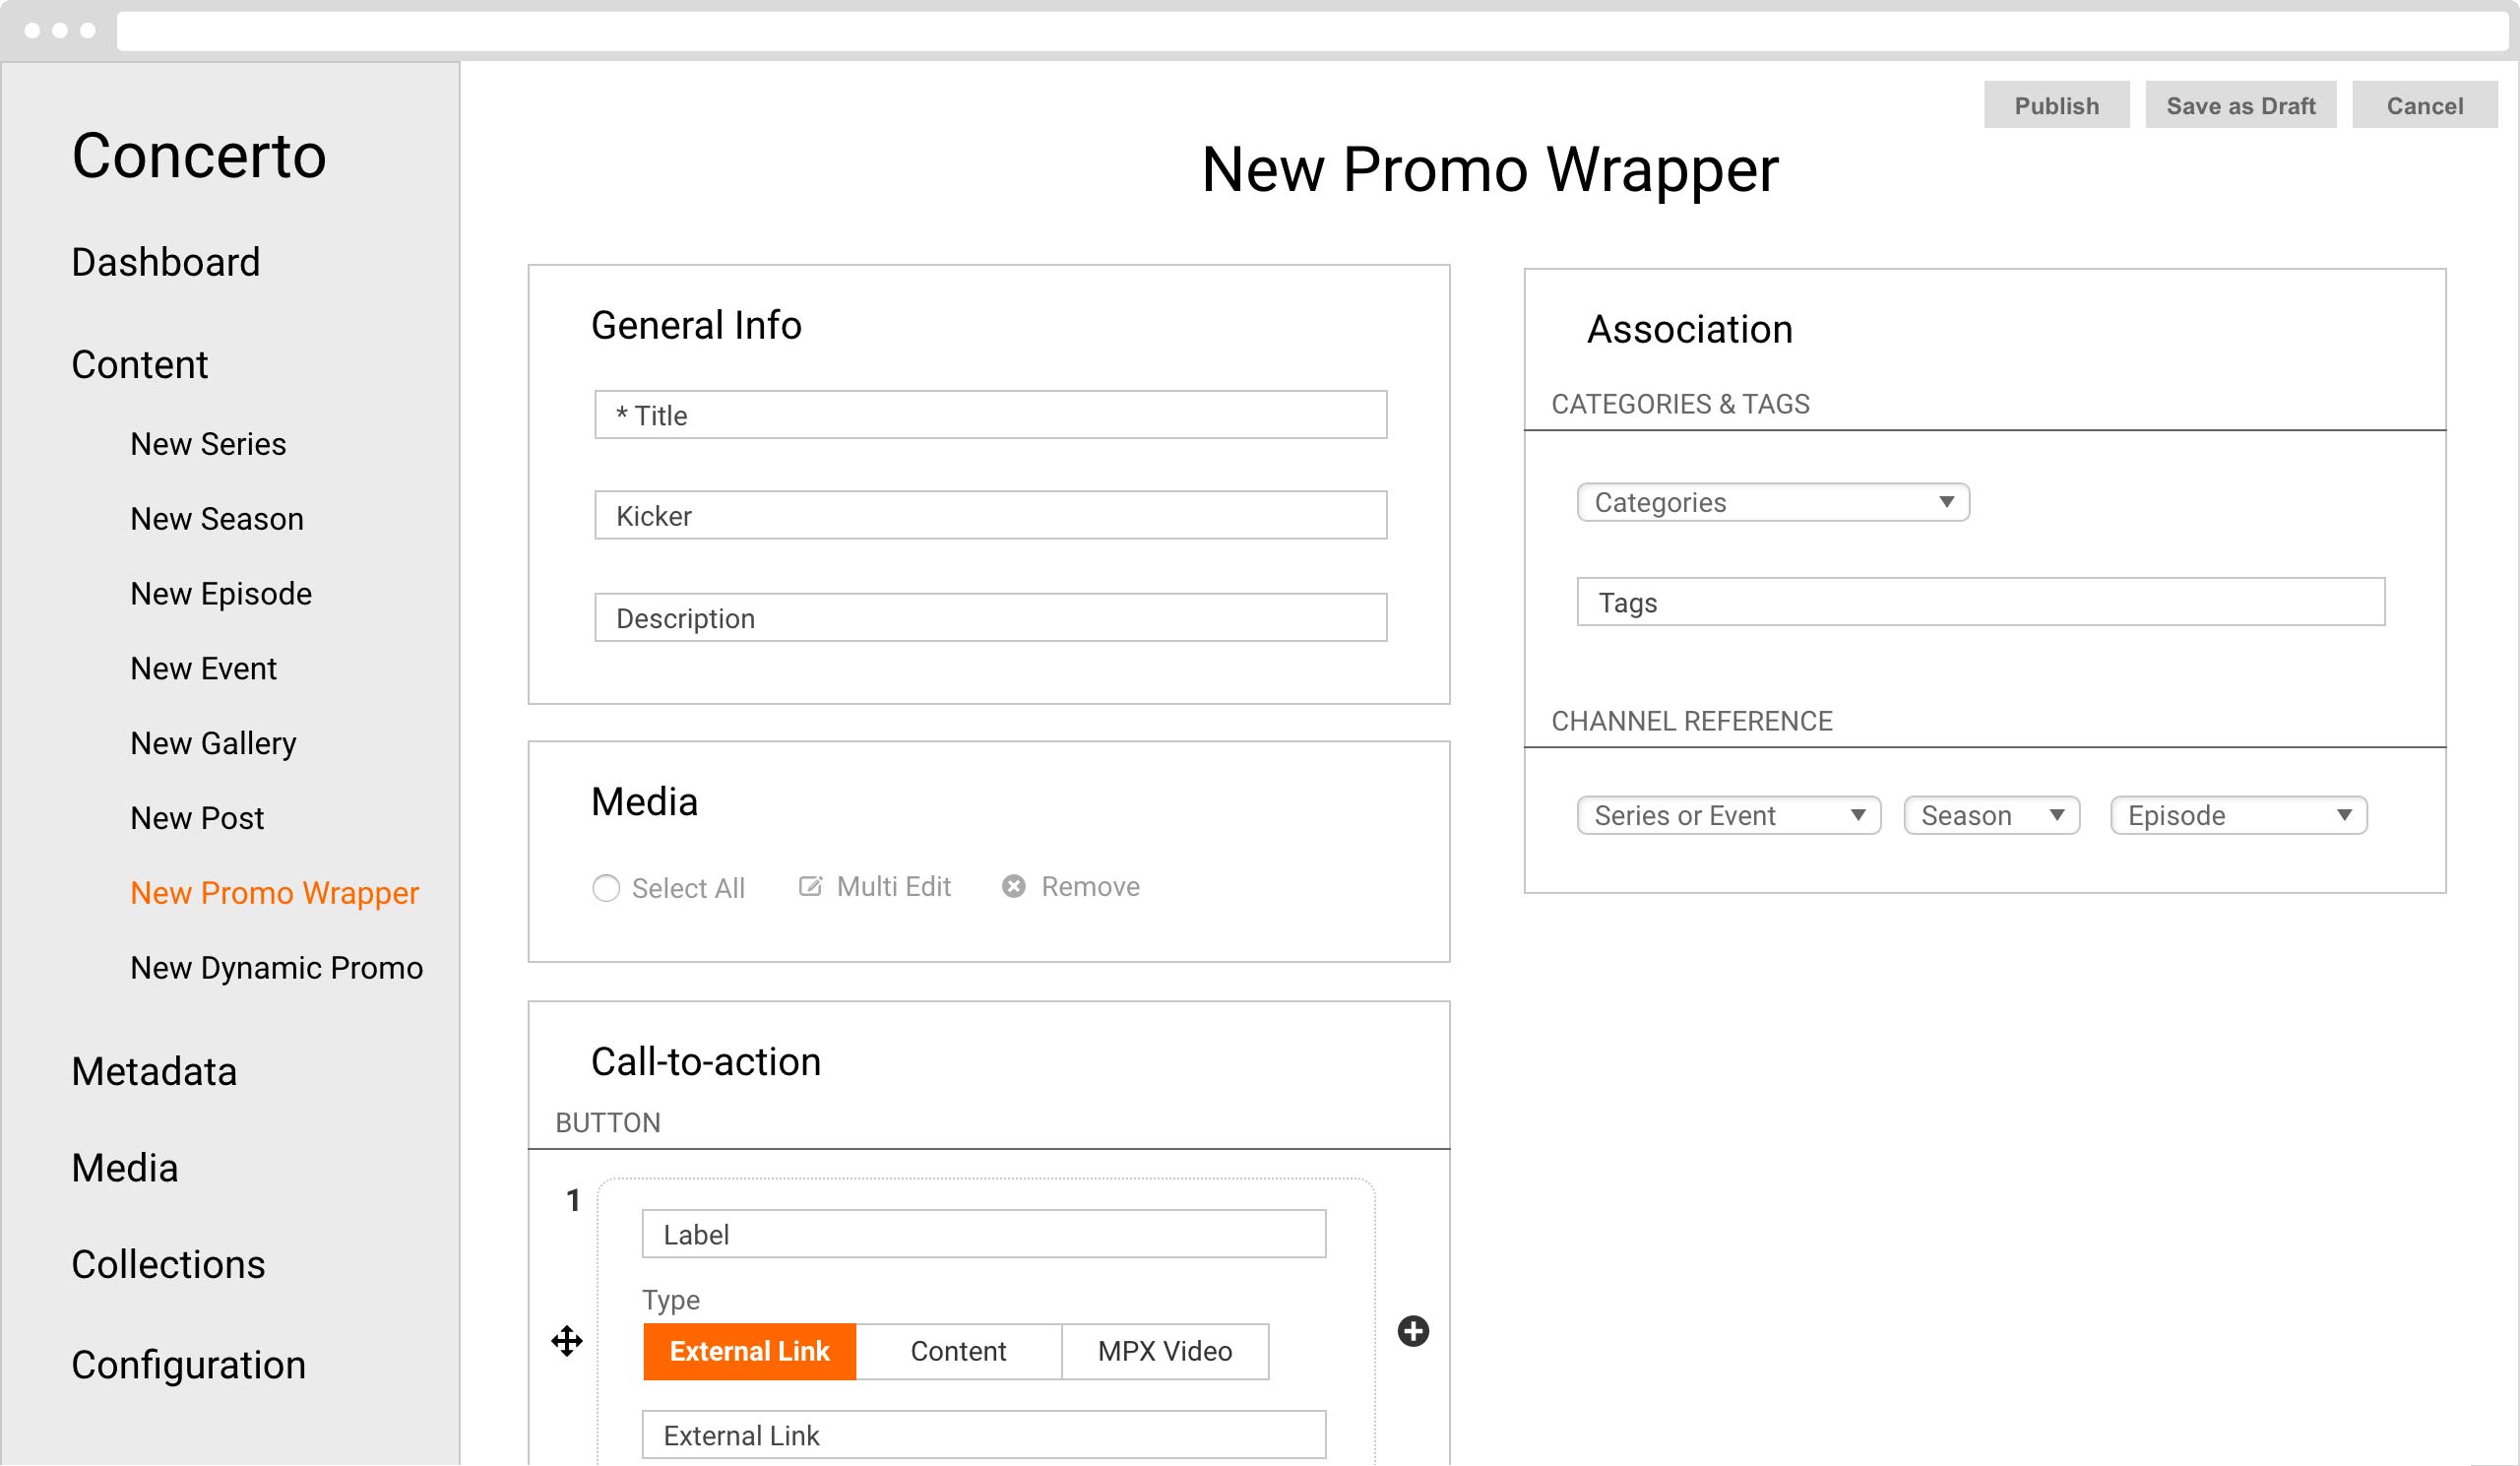 Publish
Save as Draft
Cancel
Concerto
Dashboard
Content
New Series
New Season
New Episode
New Event
New Gallery
New Post
New Promo Wrapper
New Dynamic Promo
Metadata
Media
Collections
Configuration
New Promo Wrapper
General Info
* Title
Kicker
Description
Media
Select All
Multi Edit
Remove
Call-to-action
BUTTON
1
Label
Type
External Link
Content
MPX Video
External Link
Association
CATEGORIES & TAGS
Categories
Tags
CHANNEL REFERENCE
Series or Event
Season
Episode